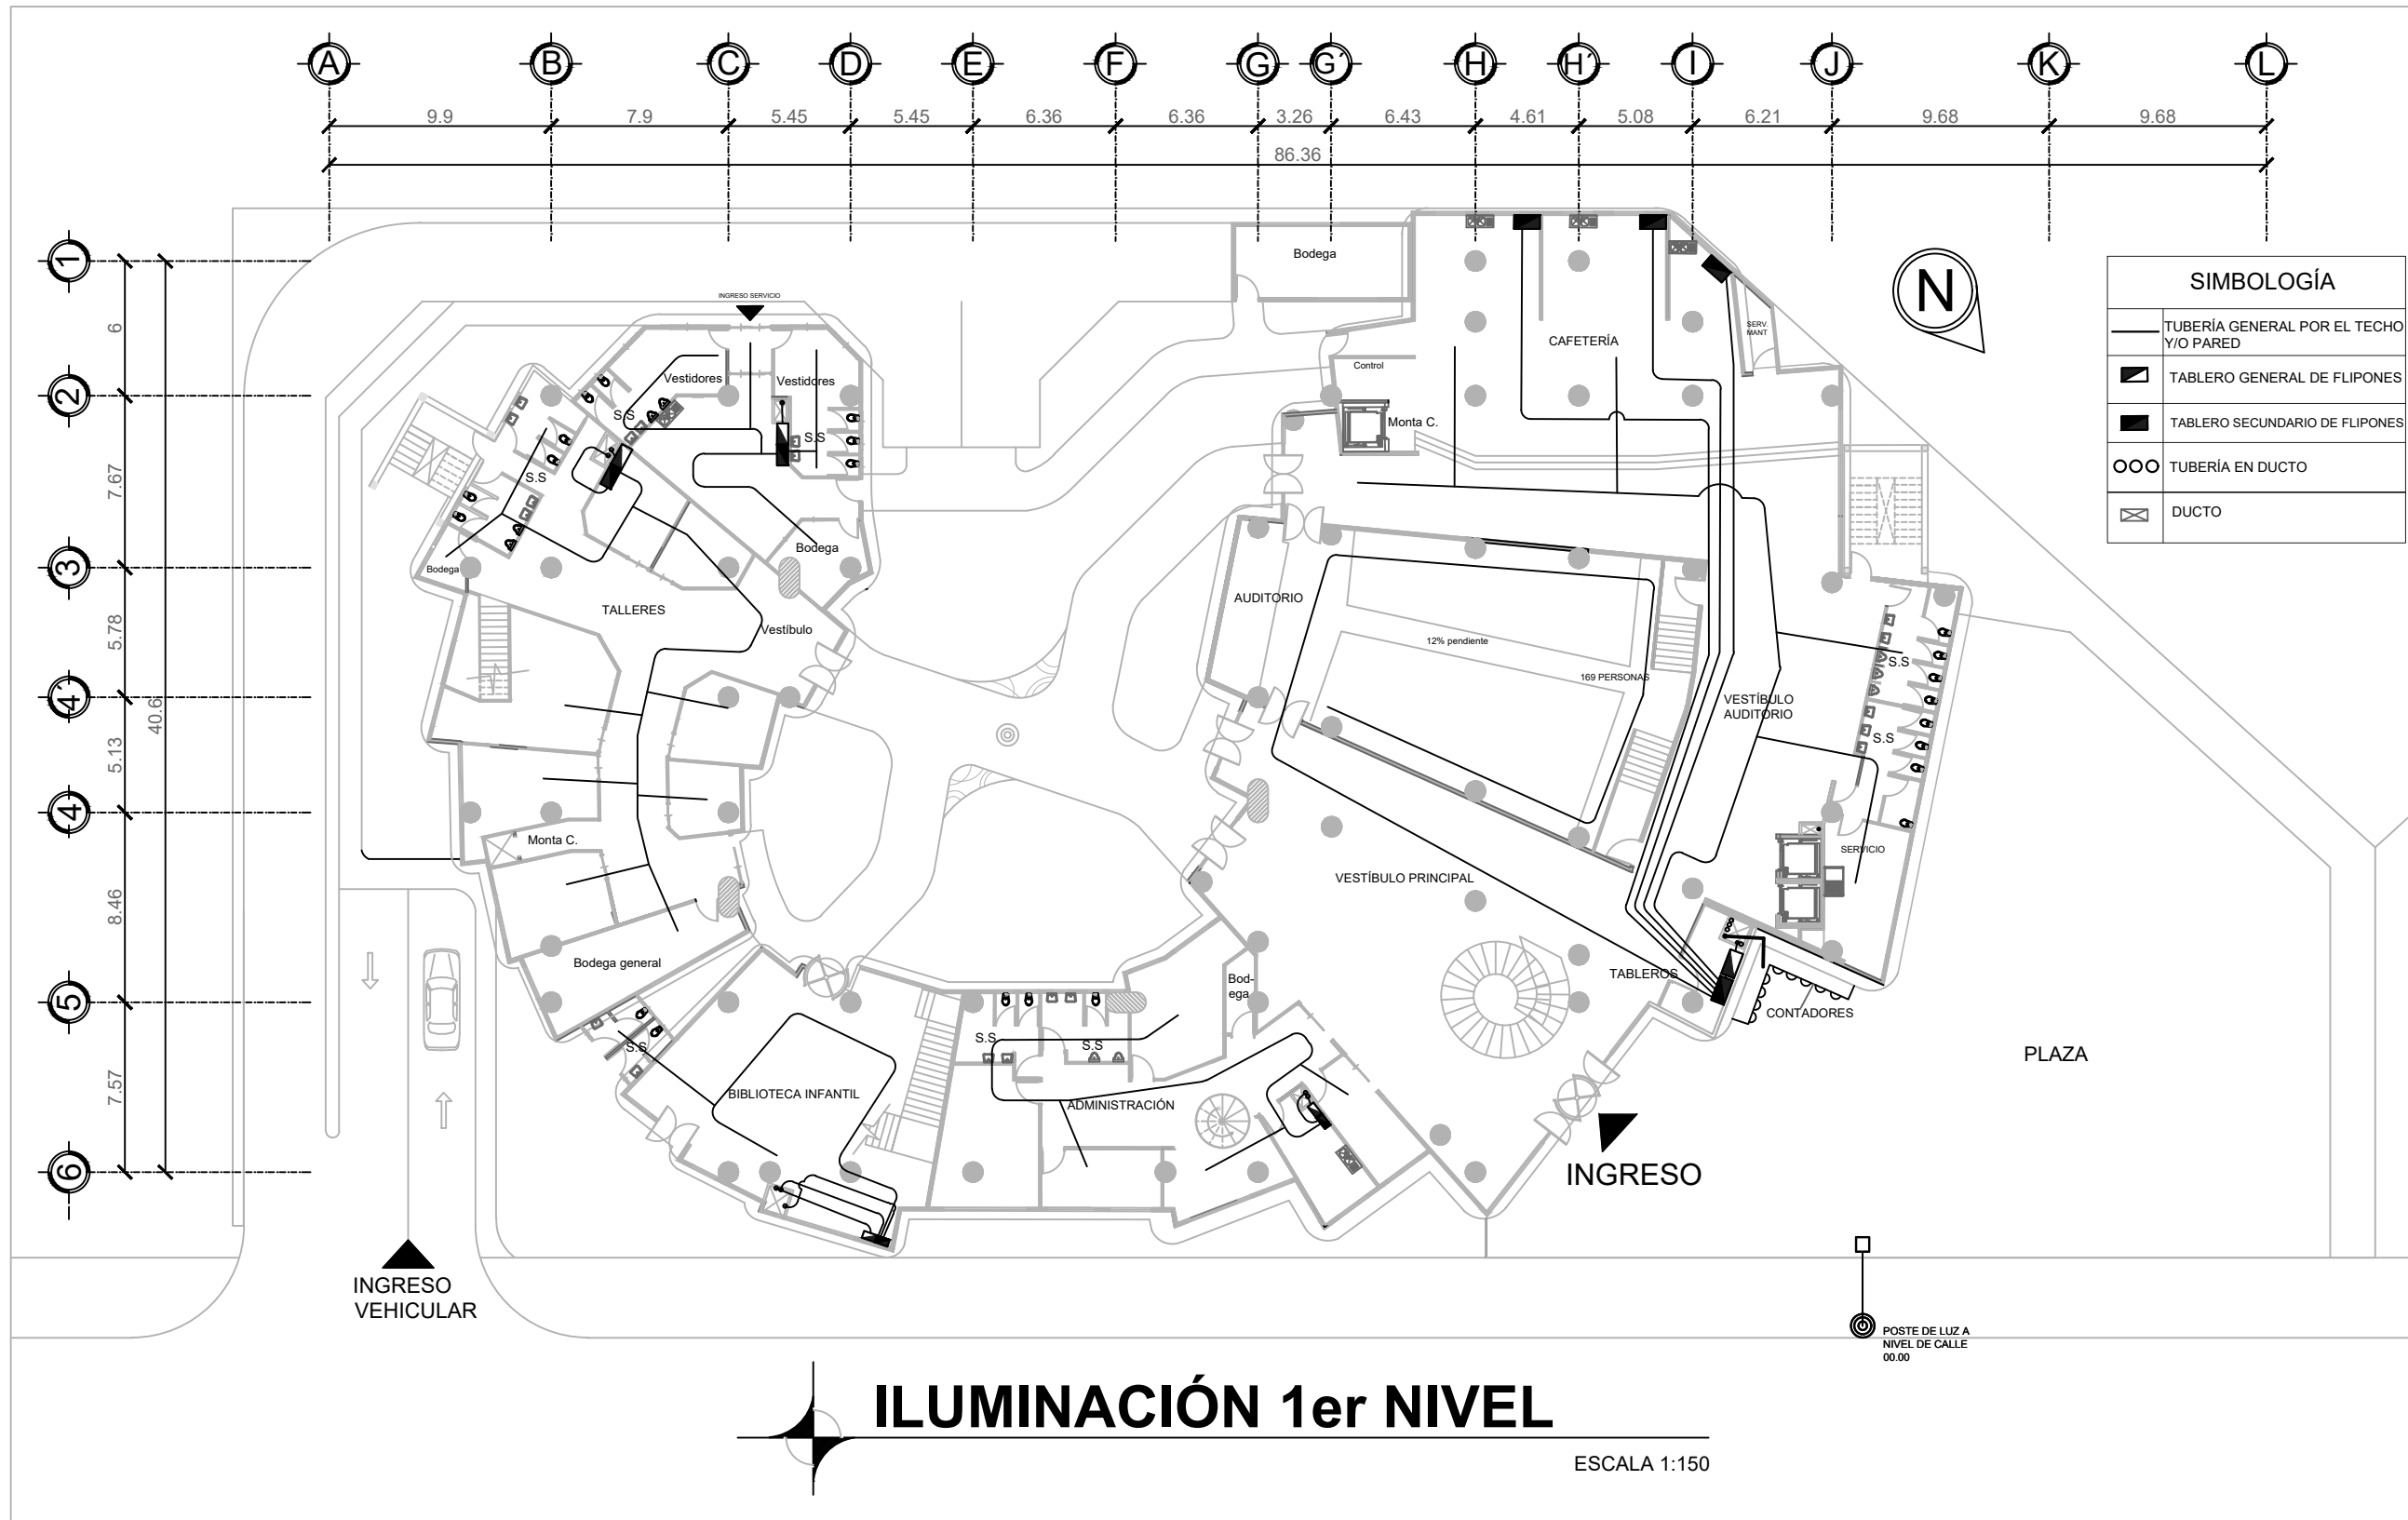 A B C D E F G G´ H H´ I J K L
9.9 7.9 5.45 5.45 6.36 6.36 3.26 6.43 4.61 5.08 6.21 9.68 9.68
86.36
1
2
3
4´
4
5
6
6
7.67
5.78
5.13
8.46
7.57
40.6
N
SIMBOLOGÍA
TUBERÍA GENERAL POR EL TECHO
Y/O PARED
TABLERO GENERAL DE FLIPONES
TABLERO SECUNDARIO DE FLIPONES
TUBERÍA EN DUCTO
DUCTO
INGRESO SERVICIO
Vestidores
Vestidores
S.S
S.S
S.S
Bodega
Bodega
TALLERES
Vestíbulo
Monta C.
Bodega general
S.S
BIBLIOTECA INFANTIL
S.S
S.S
ADMINISTRACIÓN
Bod-
ega
Bodega
Control
Monta C.
CAFETERÍA
SERV.
MANT
AUDITORIO
12% pendiente
169 PERSONAS
VESTÍBULO
AUDITORIO
S.S
S.S
SERVICIO
VESTÍBULO PRINCIPAL
TABLEROS
CONTADORES
PLAZA
INGRESO
INGRESO
VEHICULAR
POSTE DE LUZ A
NIVEL DE CALLE
00.00
ILUMINACIÓN 1er NIVEL
ESCALA 1:150